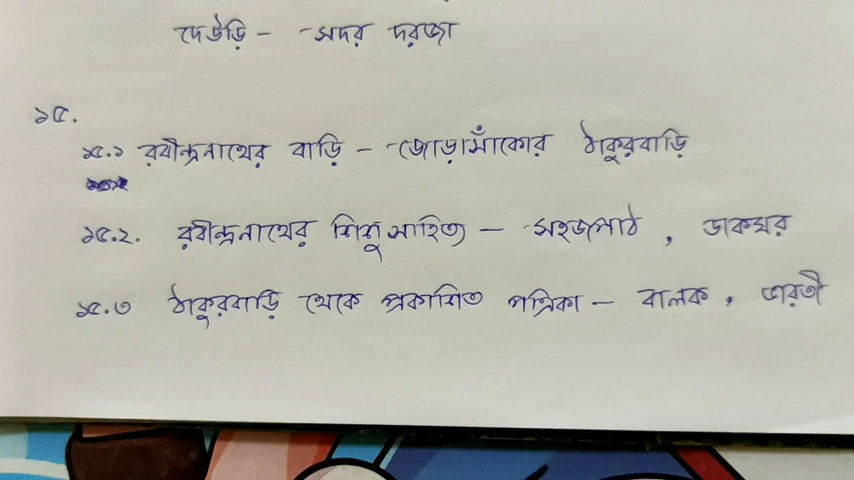 দেউড়ি - সদর দরজা
১৫.
১৫.১ রবীন্দ্রনাথের বাড়ি - জোড়াসাঁকোর ঠাকুরবাড়ি
১৫.২. রবীন্দ্রনাথের শিশুসাহিত্য - সহজপাঠ , ডাকঘর
১৫.৩ ঠাকুরবাড়ি থেকে প্রকাশিত পত্রিকা - বালক , ভারতী